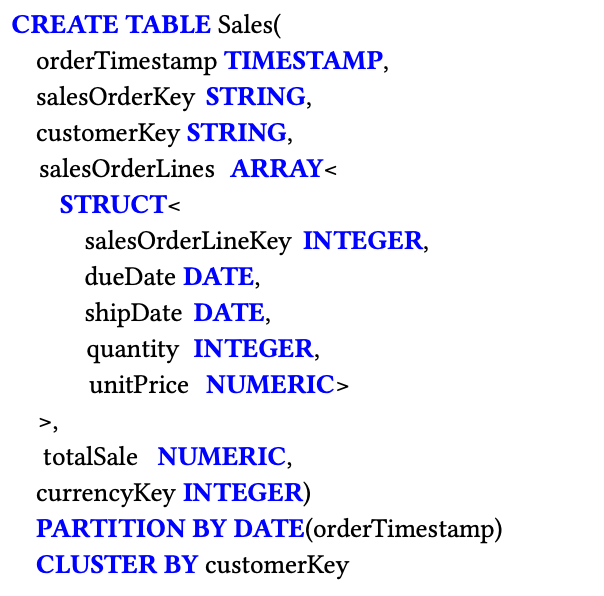 CREATE TABLE Sales(
orderTimestamp TIMESTAMP,
salesOrderKey STRING,
customerKey STRING,
salesOrderLines ARRAY<
STRUCT<
salesOrderLineKey INTEGER,
dueDate DATE,
shipDate DATE,
quantity INTEGER,
unitPrice NUMERIC>
>,
totalSale NUMERIC,
currencyKey INTEGER)
PARTITION BY DATE(orderTimestamp)
CLUSTER BY customerKey